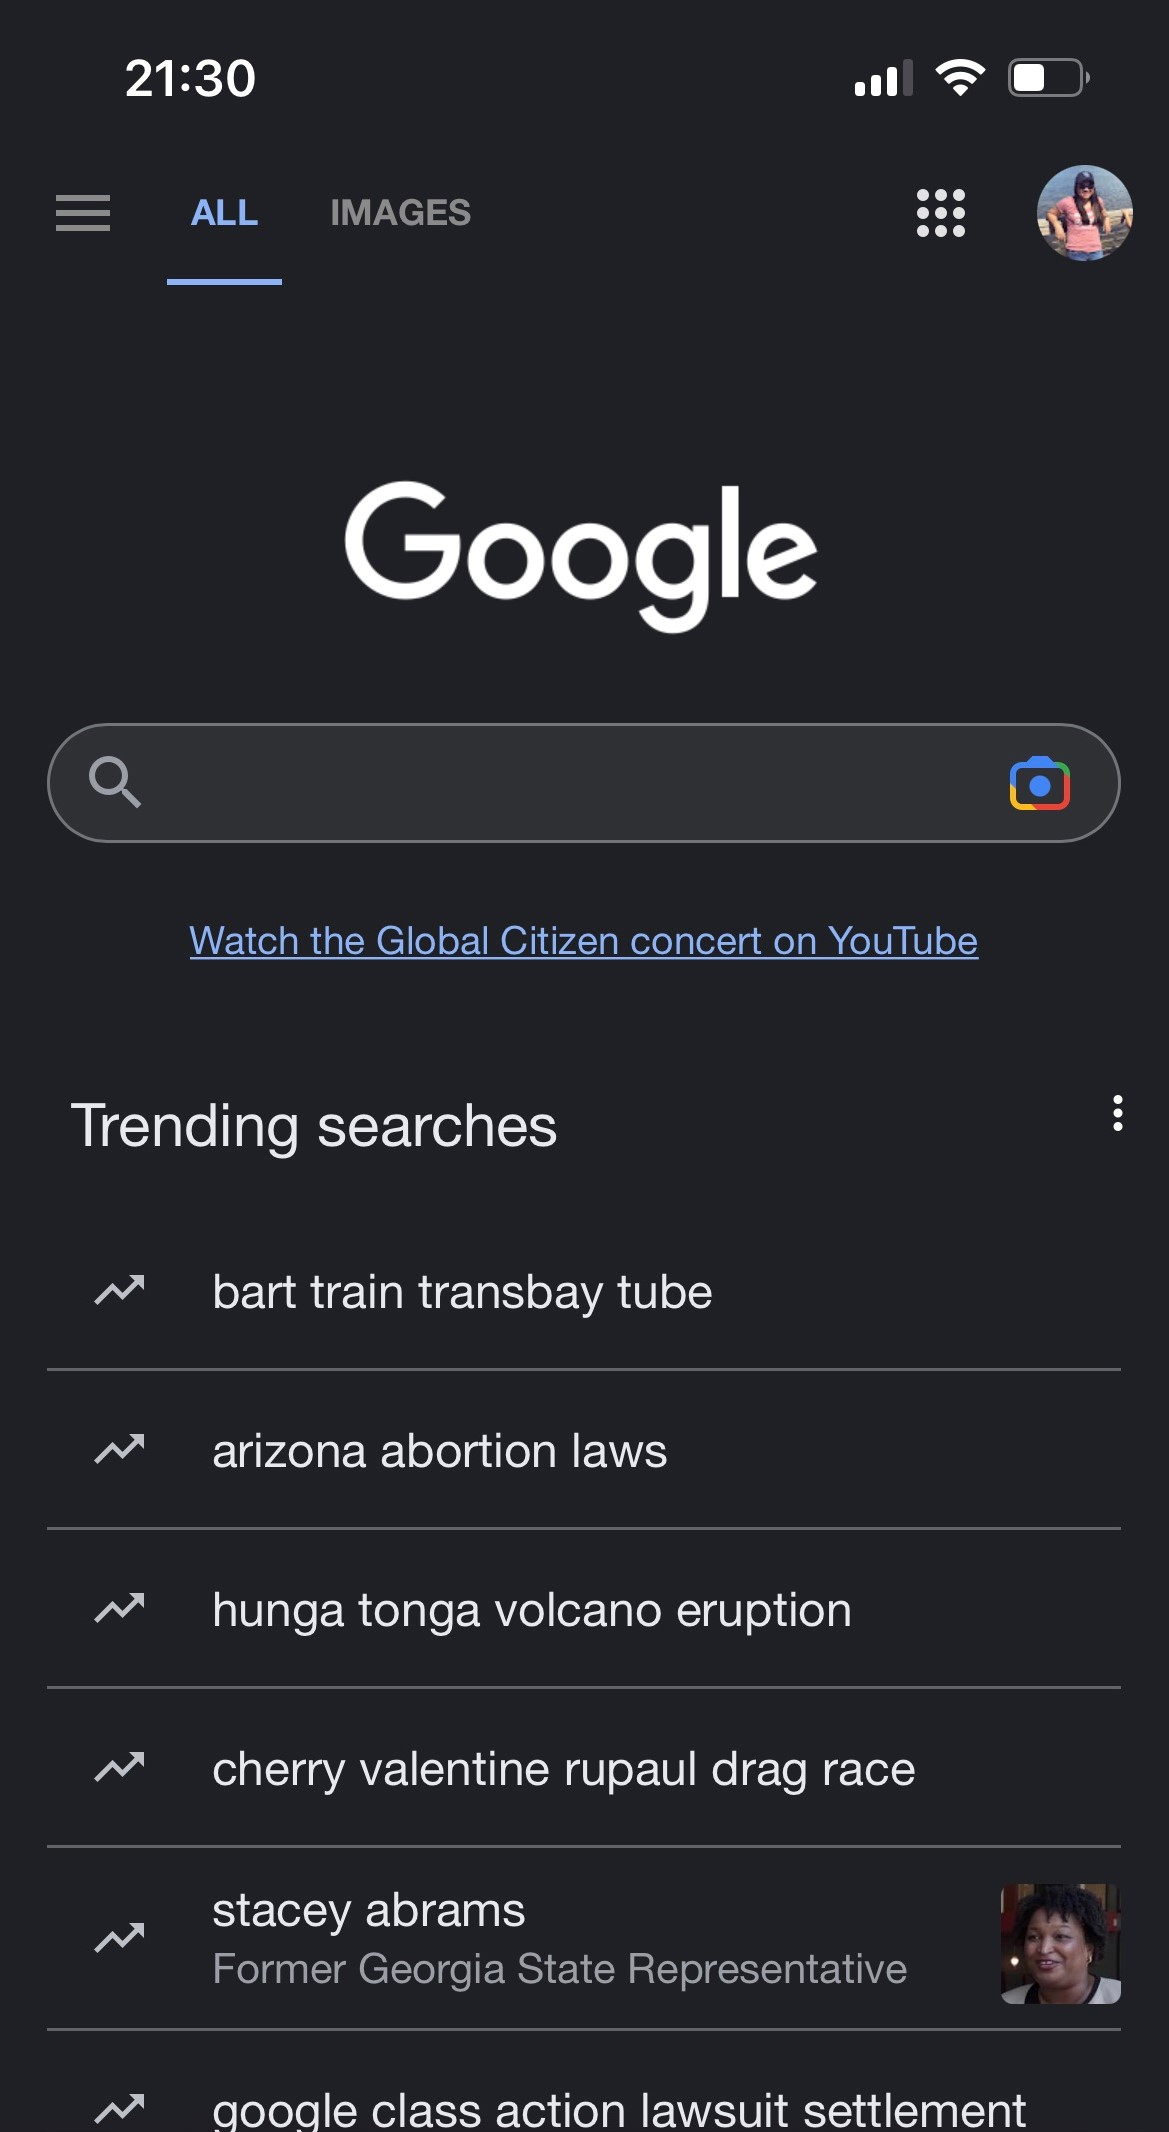 21:30
ALL IMAGES
Google
Watch the Global Citizen concert on YouTube
Trending searches
bart train transbay tube
arizona abortion laws
hunga tonga volcano eruption
cherry valentine rupaul drag race
stacey abrams
Former Georgia State Representative
google class action lawsuit settlement